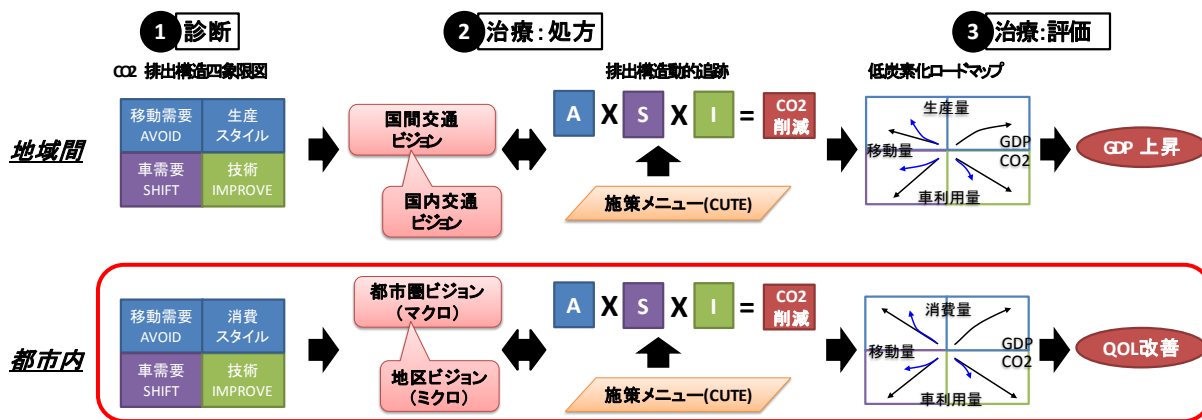 1 診断
2 治療：処方
3 治療：評価
CO2 排出構造四象限図
排出構造動的追跡
低炭素化ロードマップ
地域間
移動需要
AVOID
生産
スタイル
車需要
SHIFT
技術
IMPROVE
国間交通
ビジョン
国内交通
ビジョン
A X S X I = CO2
削減
施策メニュー(CUTE)
生産量
移動量
GDP
CO2
車利用量
GDP 上昇
都市内
移動需要
AVOID
消費
スタイル
車需要
SHIFT
技術
IMPROVE
都市圏ビジョン
（マクロ）
地区ビジョン
（ミクロ）
A X S X I = CO2
削減
施策メニュー(CUTE)
消費量
移動量
GDP
CO2
車利用量
QOL改善